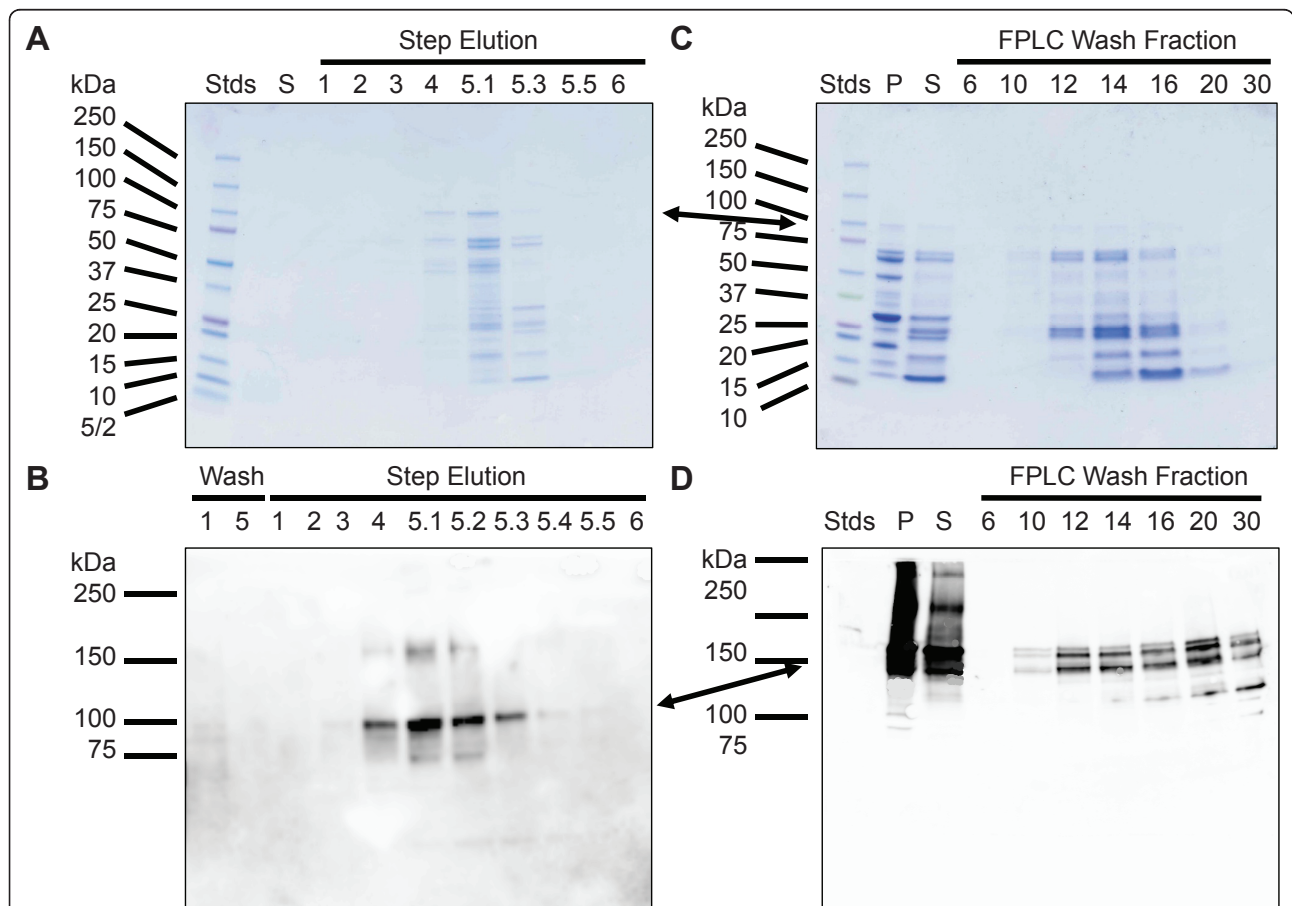 A
Step Elution
kDa Stds S 1 2 3 4 5.1 5.3 5.5 6
250
150
100
75
50
37
25
20
15
10
5/2
C
FPLC Wash Fraction
Stds P S 6 10 12 14 16 20 30
kDa
250
150
100
75
50
37
25
20
15
10
B
Wash Step Elution
1 5 1 2 3 4 5.1 5.2 5.3 5.4 5.5 6
kDa
250
150
100
75
D
FPLC Wash Fraction
Stds P S 6 10 12 14 16 20 30
kDa
250
150
100
75